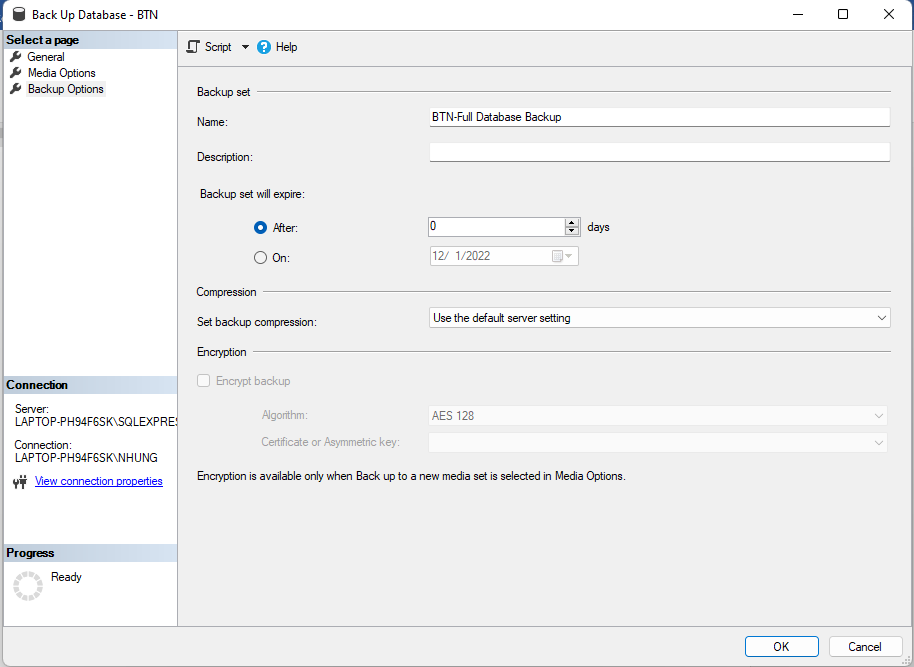 Back Up Database - BTN
Select a page
General
Media Options
Backup Options
Script
Help
Backup set
Name:
BTN-Full Database Backup
Description:
Backup set will expire:
After:
0
days
On:
12/ 1/2022
Compression
Set backup compression:
Use the default server setting
Encryption
Encrypt backup
Algorithm:
AES 128
Certificate or Asymmetric key:
Encryption is available only when Back up to a new media set is selected in Media Options.
Connection
Server:
LAPTOP-PH94F6SK\SQLEXPRES
Connection:
LAPTOP-PH94F6SK\NHUNG
View connection properties
Progress
Ready
OK
Cancel